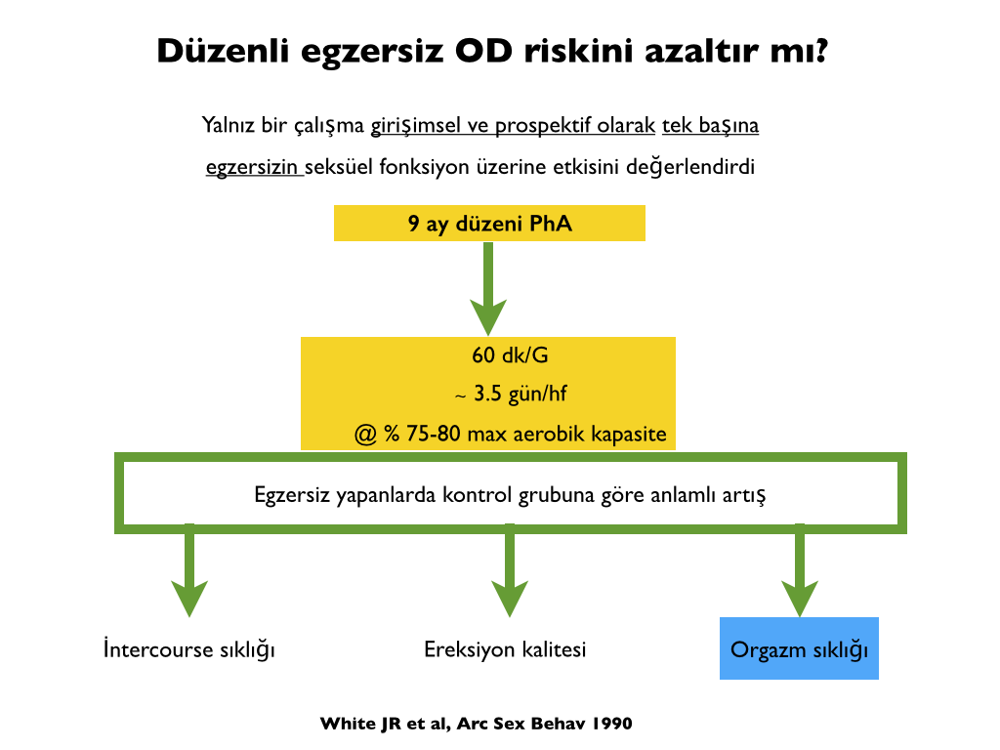 Düzenli egzersiz OD riskini azaltır mı?
Yalnız bir çalışma girişimsel ve prospektif olarak tek başına
egzersizin seksüel fonksiyon üzerine etkisini değerlendirdi
9 ay düzeni PhA
60 dk/G
~ 3.5 gün/hf
@ % 75-80 max aerobik kapasite
Egzersiz yapanlarda kontrol grubuna göre anlamlı artış
İntercourse sıklığı
Ereksiyon kalitesi
Orgazm sıklığı
White JR et al, Arc Sex Behav 1990